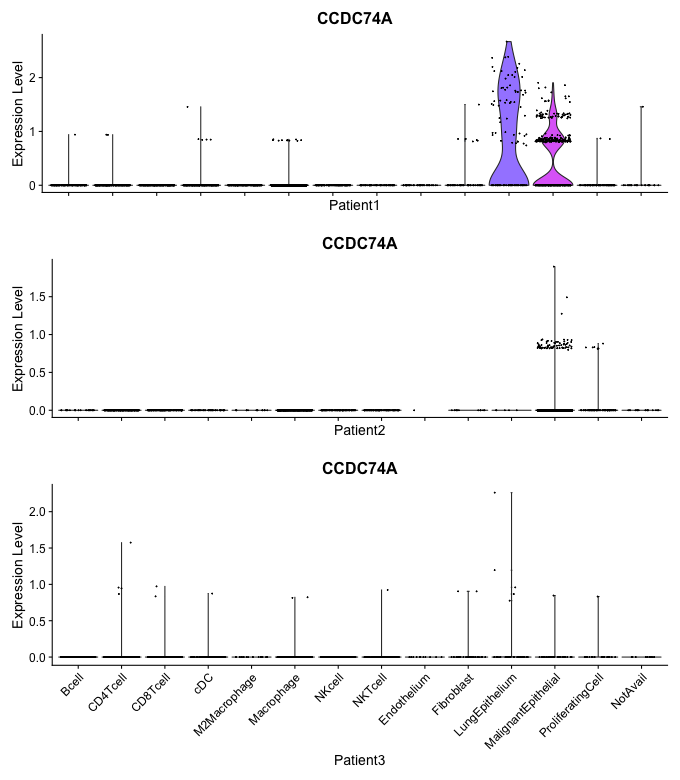 CCDC74A
Expression Level
2
1
0
Patient1
CCDC74A
Expression Level
1.5
1.0
0.5
0.0
Patient2
CCDC74A
Expression Level
2.0
1.5
1.0
0.5
0.0
Bcell
CD4Tcell
CD8Tcell
cDC
M2Macrophage
Macrophage
NKcell
NKTcell
Endothelium
Fibroblast
LungEpithelium
MalignantEpithelial
ProliferatingCell
NotAvail
Patient3